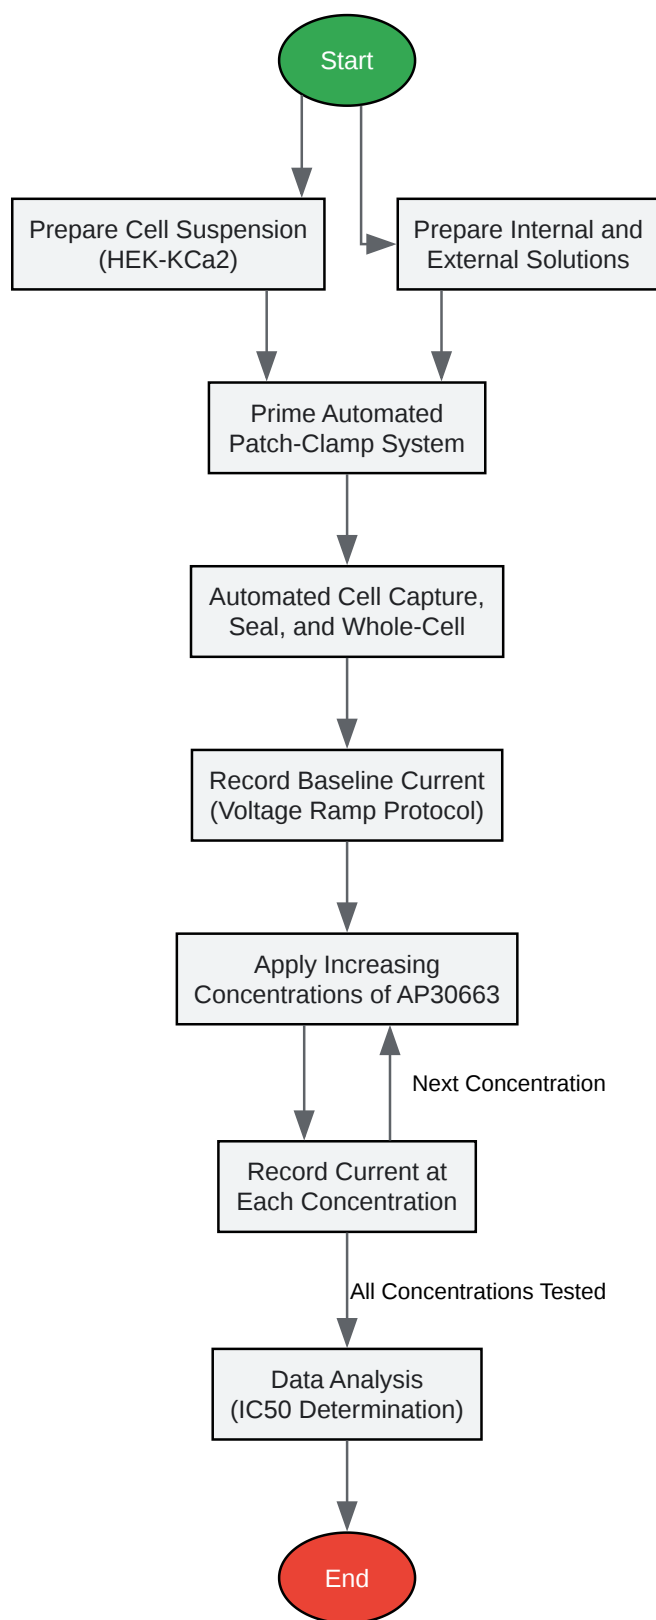 Start
Prepare Cell Suspension
(HEK-KCa2)
Prepare Internal and
External Solutions
Prime Automated
Patch-Clamp System
Automated Cell Capture,
Seal, and Whole-Cell
Record Baseline Current
(Voltage Ramp Protocol)
Apply Increasing
Concentrations of AP30663
Next Concentration
Record Current at
Each Concentration
All Concentrations Tested
Data Analysis
(IC50 Determination)
End